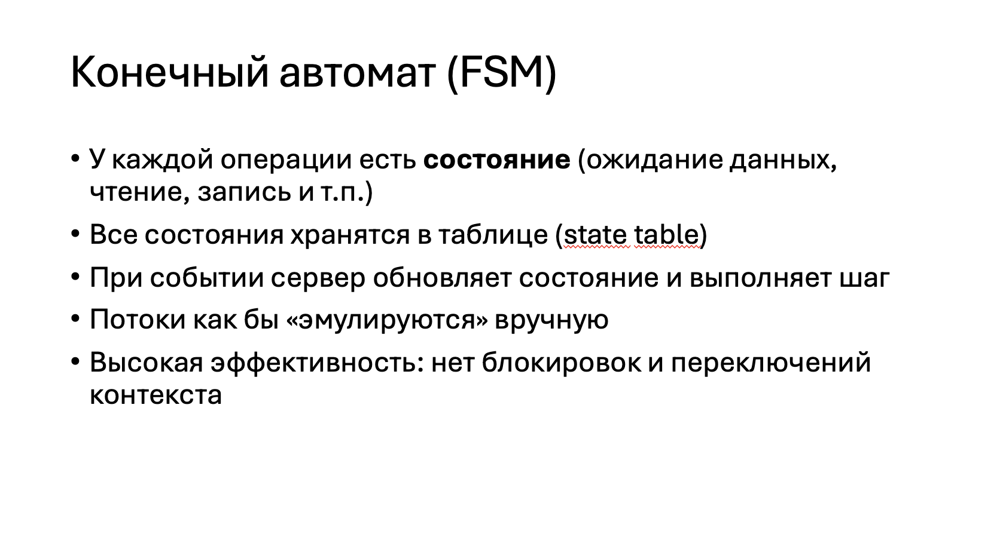 Конечный автомат (FSM)
• У каждой операции есть состояние (ожидание данных,
чтение, запись и т.п.)
• Все состояния хранятся в таблице (state table)
• При событии сервер обновляет состояние и выполняет шаг
• Потоки как бы «эмулируются» вручную
• Высокая эффективность: нет блокировок и переключений
контекста